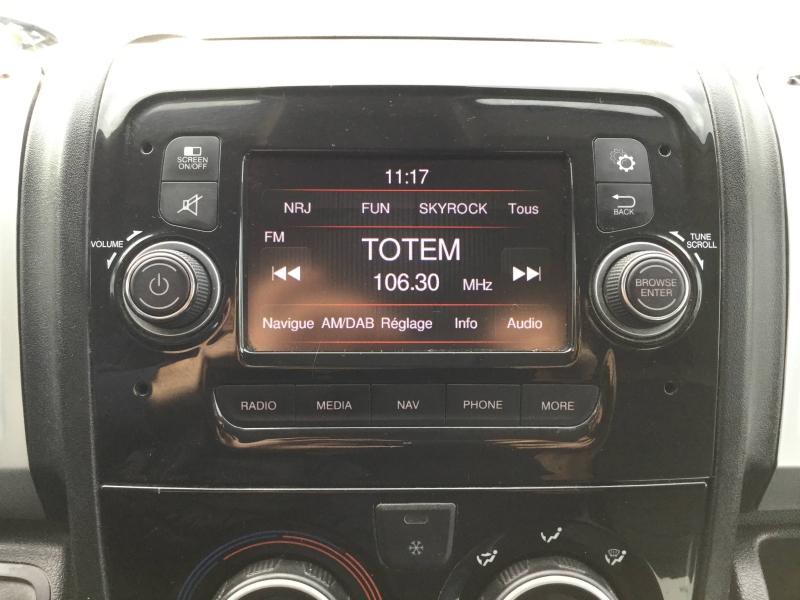 SCREEN
ON/OFF
11:17
NRJ FUN SKYROCK Tous
FM
TOTEM
106.30 MHz
Navigue AM/DAB Réglage Info Audio
BACK
VOLUME
TUNE
SCROLL
BROWSE
ENTER
RADIO MEDIA NAV PHONE MORE